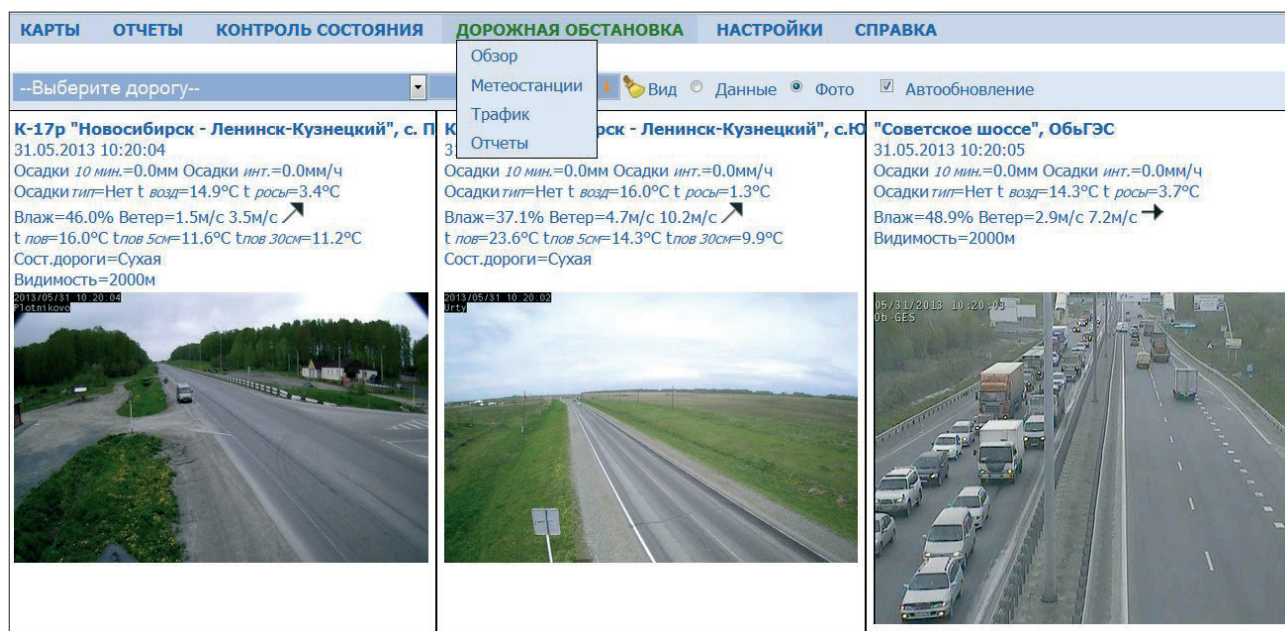 КАРТЫ ОТЧЕТЫ КОНТРОЛЬ СОСТОЯНИЯ ДОРОЖНАЯ ОБСТАНОВКА НАСТРОЙКИ СПРАВКА
Обзор
Метеостанции
Трафик
Отчеты
--Выберите дорогу-- Вид Данные Фото Автообновление
К-17р "Новосибирск - Ленинск-Кузнецкий", с. П
31.05.2013 10:20:04
Осадки 10 мин.=0.0мм Осадки инт.=0.0мм/ч
Осадки тип=Нет t возд=14.9°C t росы=3.4°C
Влаж=46.0% Ветер=1.5м/с 3.5м/с
t пов=16.0°C tпов 5см=11.6°C tпов 30см=11.2°C
Сост.дороги=Сухая
Видимость=2000м
2013/05/31 10:20:04
Plotnikovo
К рск - Ленинск-Кузнецкий", с.Ю
3
Осадки 10 мин.=0.0мм Осадки инт.=0.0мм/ч
Осадки тип=Нет t возд=16.0°C t росы=1.3°C
Влаж=37.1% Ветер=4.7м/с 10.2м/с
t пов=23.6°C tпов 5см=14.3°C tпов 30см=9.9°C
Сост.дороги=Сухая
2013/05/31 10:20:02
Urty
"Советское шоссе", ОбьГЭС
31.05.2013 10:20:05
Осадки 10 мин.=0.0мм Осадки инт.=0.0мм/ч
Осадки тип=Нет t возд=14.3°C t росы=3.7°C
Влаж=48.9% Ветер=2.9м/с 7.2м/с
Видимость=2000м
05/31/2013 10:20:03
Ob-GES